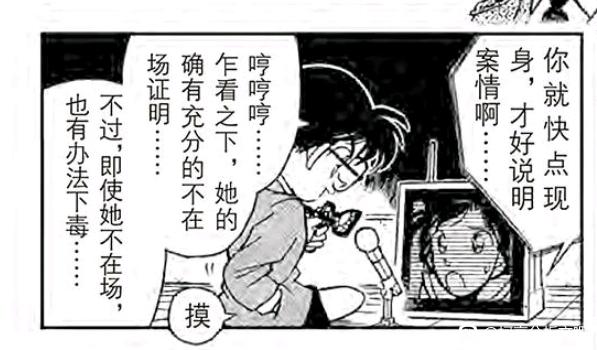 你就快点现
身，才好说明
案情啊……
哼哼哼……
乍看之下，她的
确有充分的不在
场证明……
不过，即使她不在场，
也有办法下毒……
摸